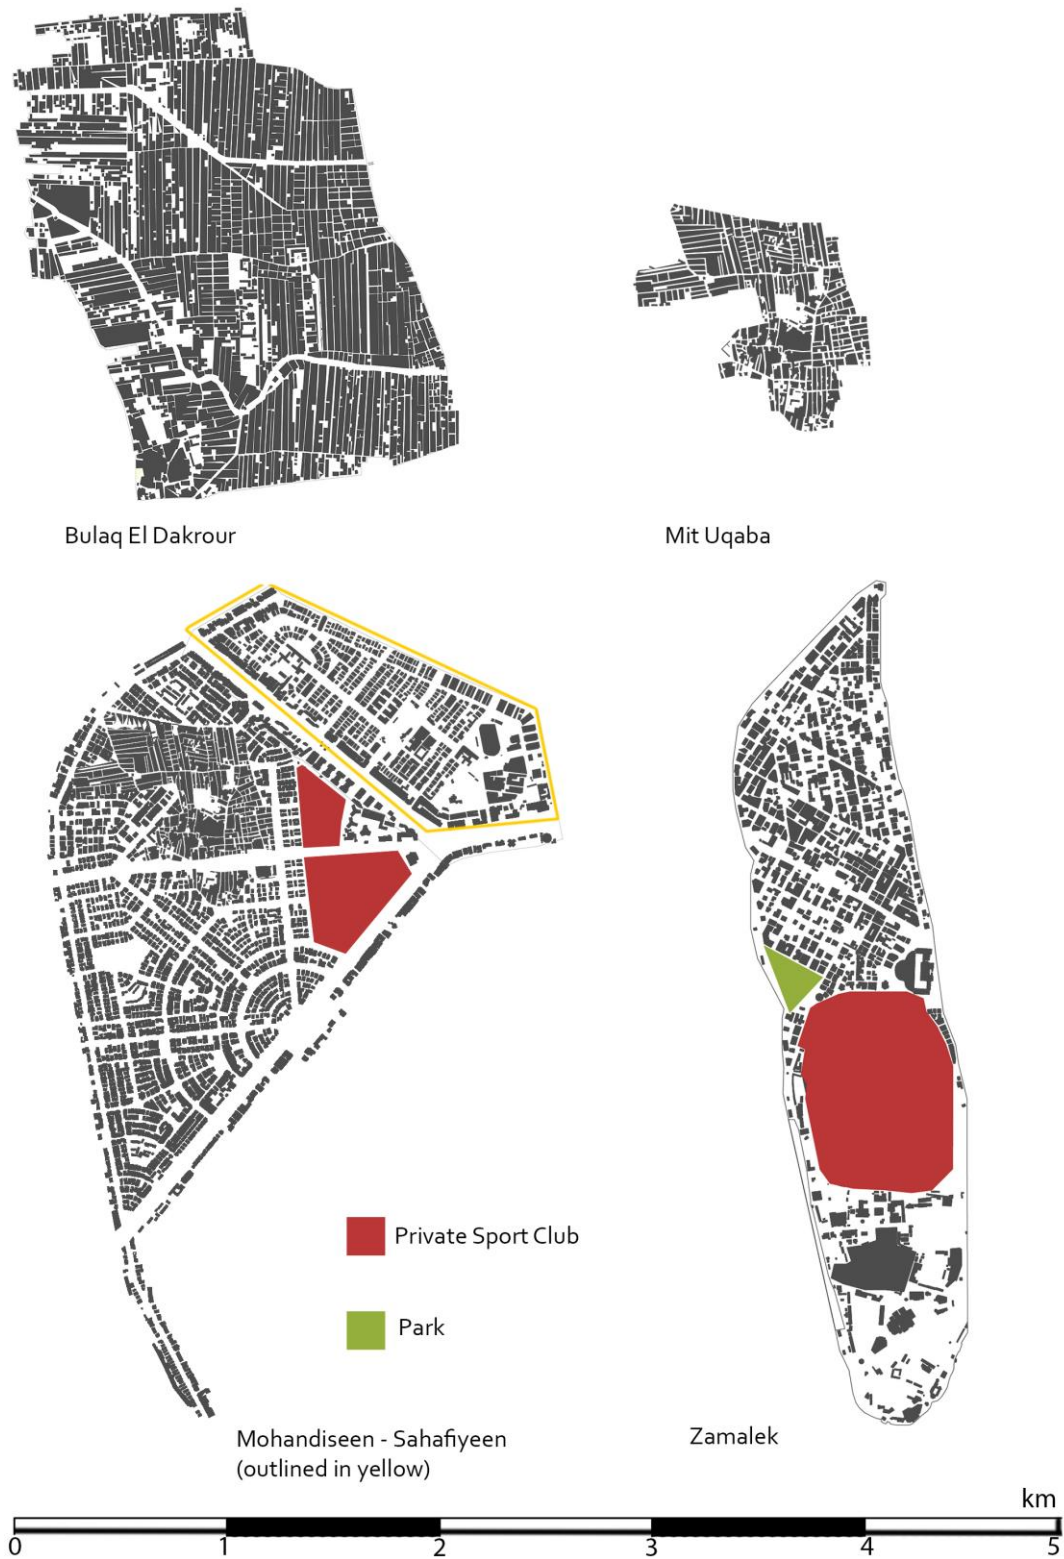 Bulaq El Dakrour
Mit Uqaba
Private Sport Club
Park
Mohandiseen - Sahafiyeen
(outlined in yellow)
Zamalek
km
0 1 2 3 4 5